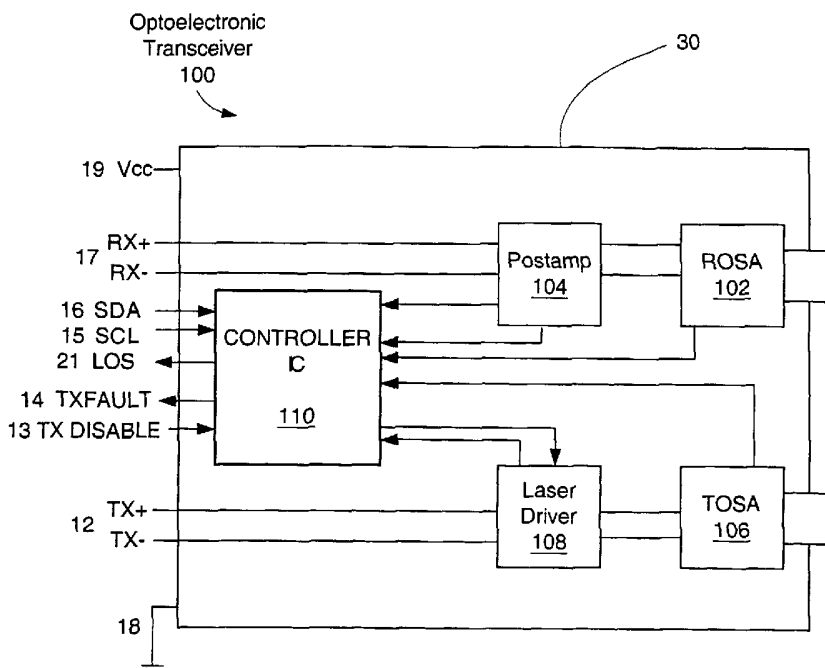 Optoelectronic
Transceiver
100
30
19 Vcc
17 RX+
RX-
Postamp
104
ROSA
102
16 SDA
15 SCL
21 LOS
14 TXFAULT
13 TX DISABLE
CONTROLLER
IC
110
12 TX+
TX-
Laser
Driver
108
TOSA
106
18